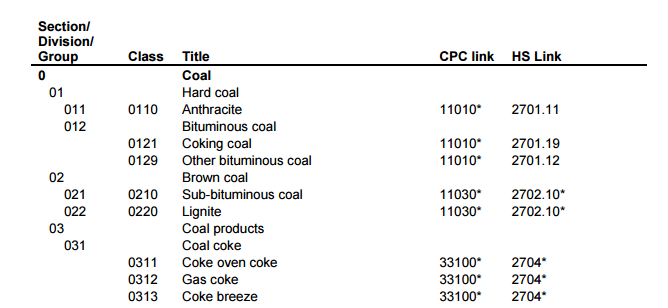 Section/
Division/
Group Class Title CPC link HS Link
0 Coal
01 Hard coal
011 0110 Anthracite 11010* 2701.11
012 Bituminous coal
0121 Coking coal 11010* 2701.19
0129 Other bituminous coal 11010* 2701.12
02 Brown coal
021 0210 Sub-bituminous coal 11030* 2702.10*
022 0220 Lignite 11030* 2702.10*
03 Coal products
031 Coal coke
0311 Coke oven coke 33100* 2704*
0312 Gas coke 33100* 2704*
0313 Coke breeze 33100* 2704*